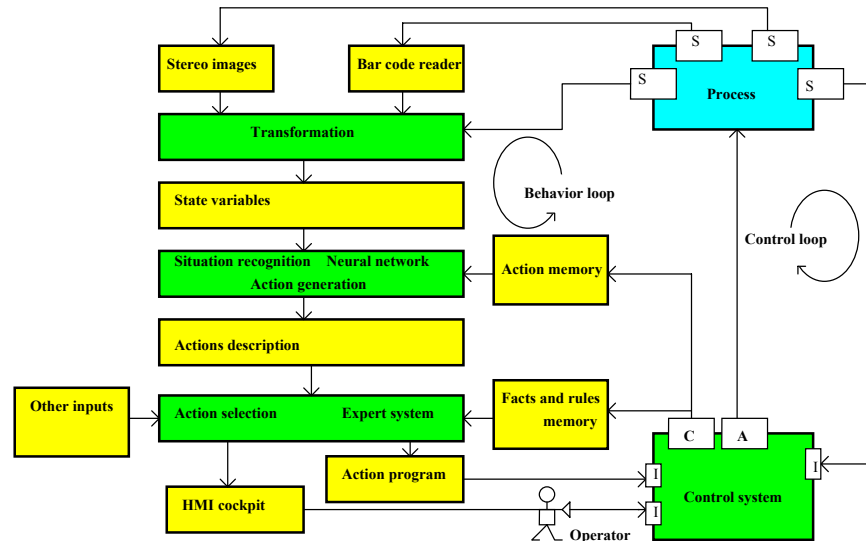 S
S
Stereo images
Bar code reader
S
Process
S
Transformation
State variables
Behavior loop
Control loop
Situation recognition Neural network
Action generation
Action memory
Actions description
Other inputs
Action selection Expert system
Facts and rules
memory
C
A
Action program
I
I
Control system
HMI cockpit
I
Operator